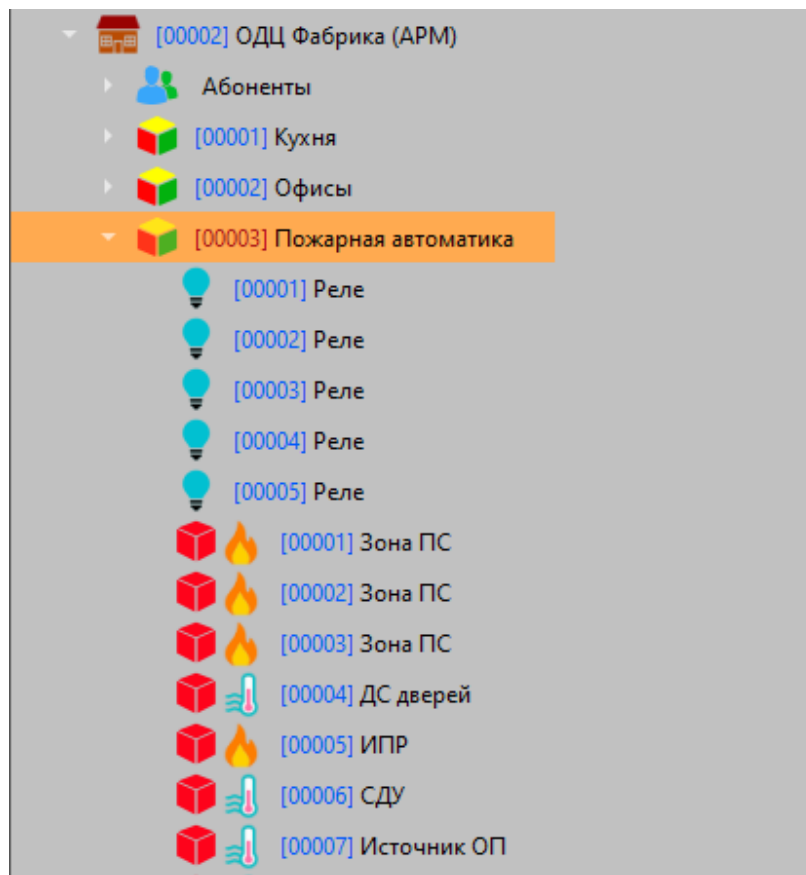 [00002] ОДЦ Фабрика (АРМ)
Абоненты
[00001] Кухня
[00002] Офисы
[00003] Пожарная автоматика
[00001] Реле
[00002] Реле
[00003] Реле
[00004] Реле
[00005] Реле
[00001] Зона ПС
[00002] Зона ПС
[00003] Зона ПС
[00004] ДС дверей
[00005] ИПР
[00006] СДУ
[00007] Источник ОП